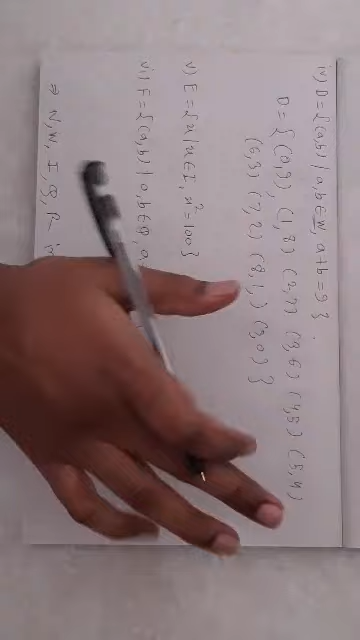 iv) D = {(a,b) | a,b ∈ W, a+b=9}
D = { (0,9), (1,8) (2,7) (3,6) (4,5) (5,4)
(6,3) (7,2) (8,1) (9,0) }
v) E = {x | x ∈ I, x² = 100}
vi) F = {(a,b) | a,b ∈ Q, a
⇒ N, W, I, Q, R